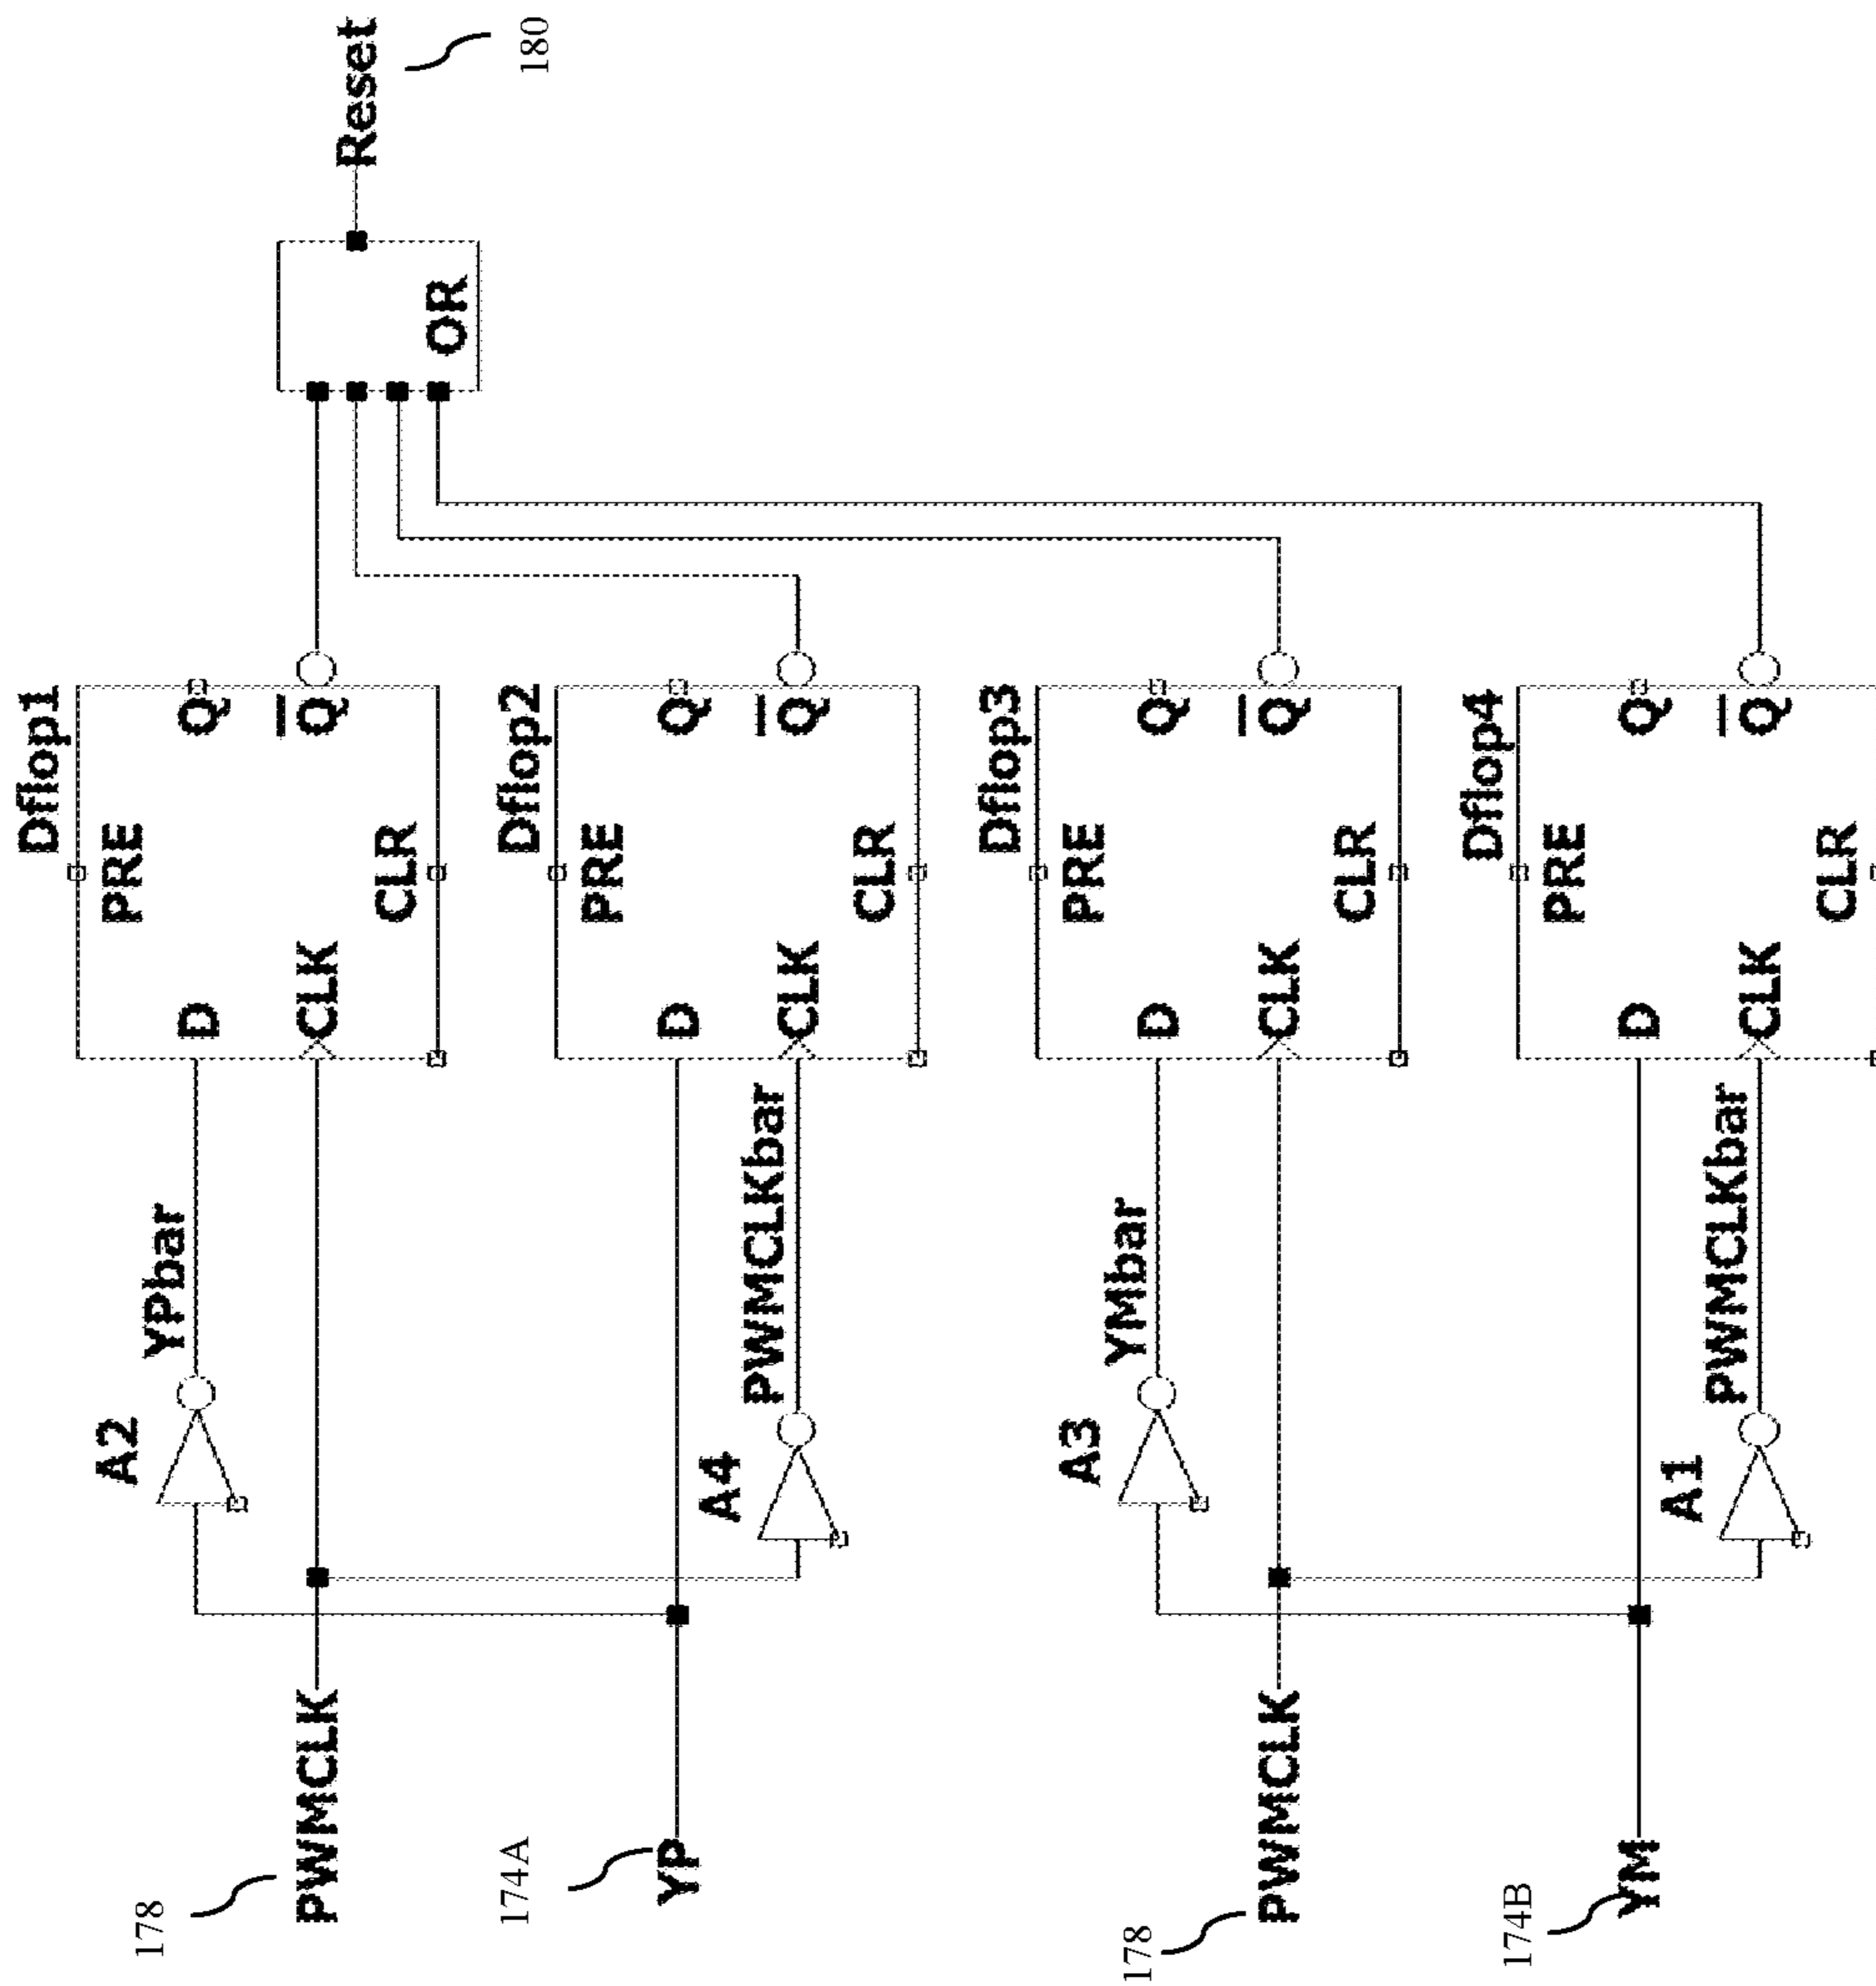 Reset
180
OR
Dflop1
PRE
D
Q
CLK
Q
CLR
YPbar
A2
PWMCLK
178
Dflop2
PRE
D
Q
CLK
Q
CLR
PWMCLKbar
A4
YP
174A
Dflop3
PRE
D
Q
CLK
Q
CLR
YMbar
A3
PWMCLK
178
Dflop4
PRE
D
Q
CLK
Q
CLR
PWMCLKbar
A1
YM
174B